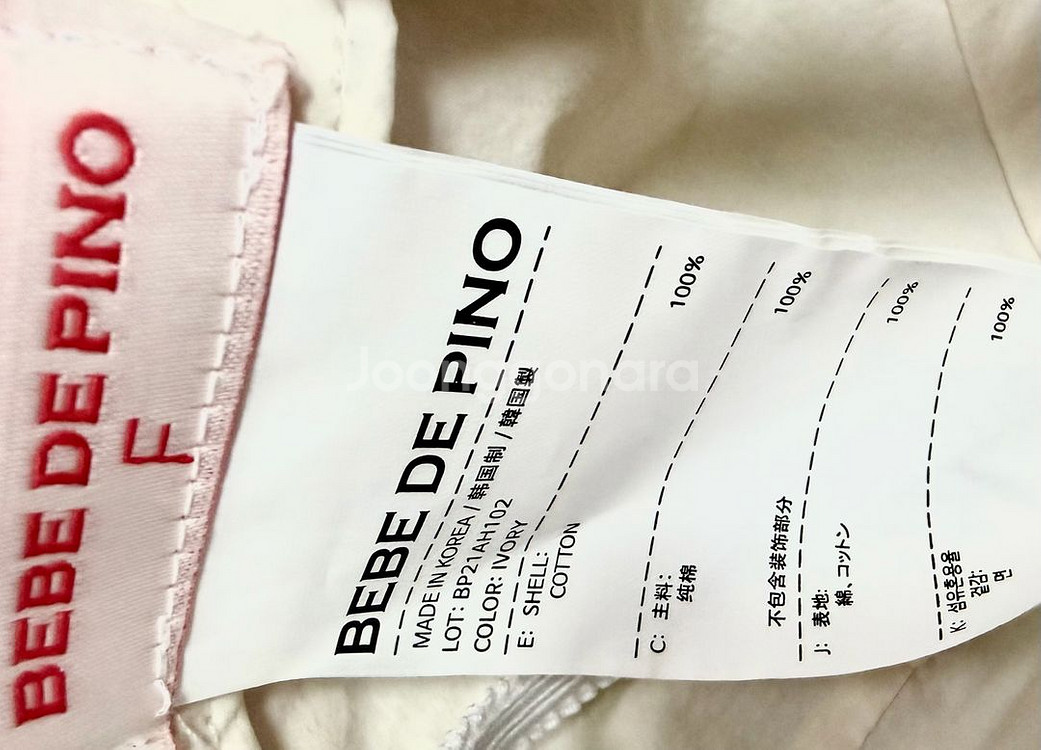 BEBE DE PINO
F
BEBE DE PINO
MADE IN KOREA / 韩国制 / 韓国製
LOT: BP21AH102
COLOR: IVORY
E: SHELL:
COTTON 100%
C: 主料:
纯棉 100%
不包含装饰部分
J: 表地:
綿、コットン 100%
K: 섬유혼용율
겉감:
면 100%
Joonggonara